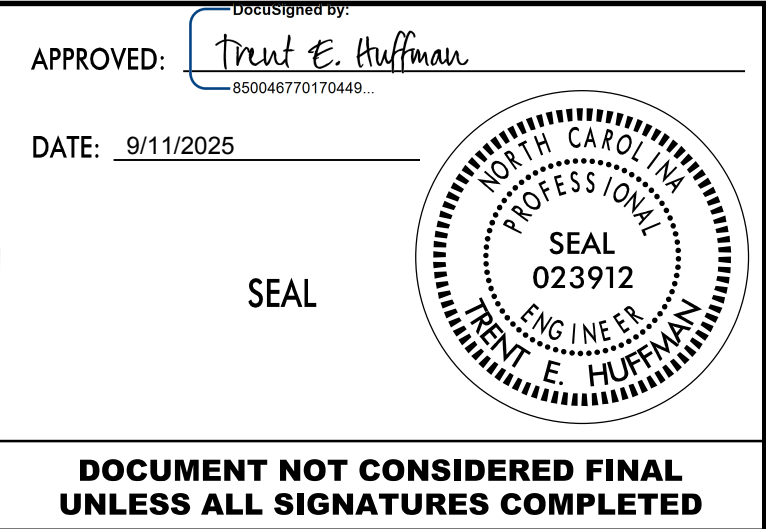 DocuSigned by:
APPROVED: Trent E. Huffman
850046770170449...
DATE: 9/11/2025
SEAL
NORTH CAROLINA
PROFESSIONAL
SEAL
023912
ENGINEER
TRENT E. HUFFMAN
DOCUMENT NOT CONSIDERED FINAL
UNLESS ALL SIGNATURES COMPLETED